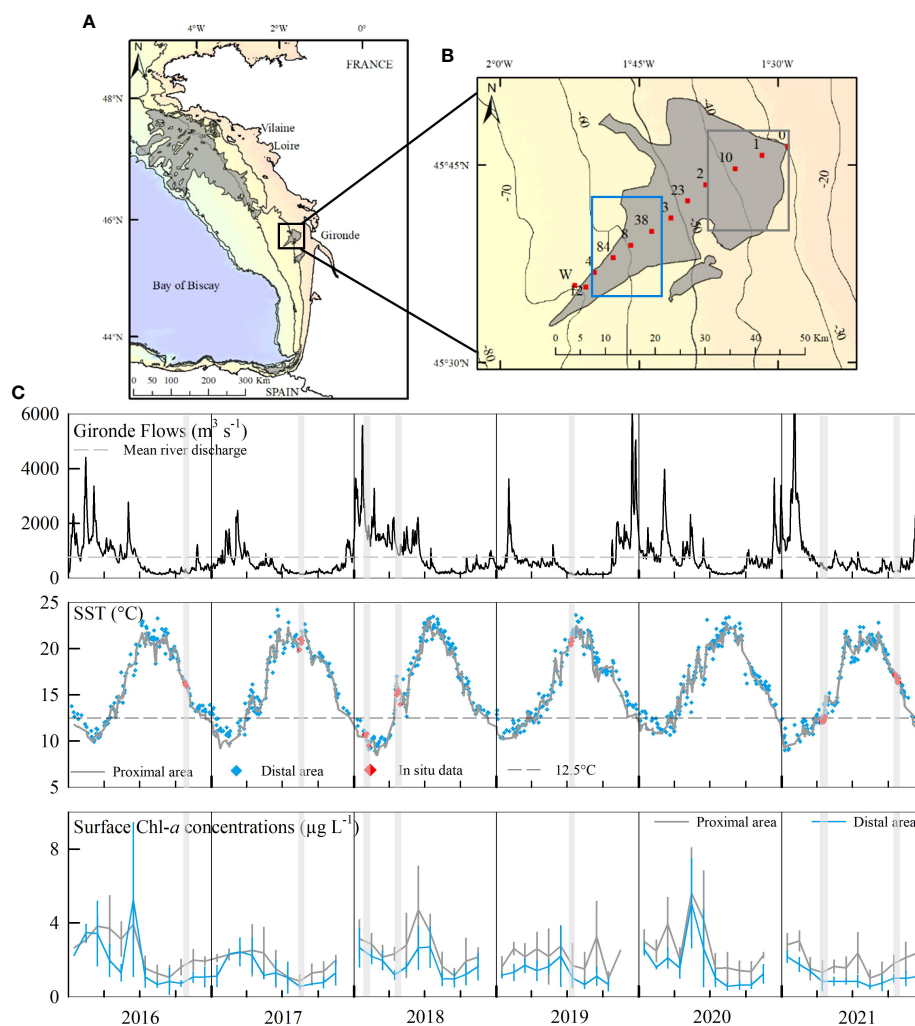 A
4°W 2°W 0°
N
FRANCE
48°N
Vilaine
Loire
46°N
Gironde
Bay of Biscay
44°N
0 50 100 200 300 Km
SPAIN
B
2°0'W 1°45'W 1°30'W
N
-60
-40
0
1
10
45°45'N
-20
2
-70
23
3
-50
38
8
84
4
W
12
-30
0 10 20 30 40 50 Km
45°30'N
-80
C
6000
Gironde Flows (m³ s⁻¹)
Mean river discharge
4000
2000
0
25
SST (°C)
20
15
10
Proximal area Distal area In situ data 12.5°C
5
Surface Chl-a concentrations (µg L⁻¹)
Proximal area Distal area
8
4
0
2016 2017 2018 2019 2020 2021